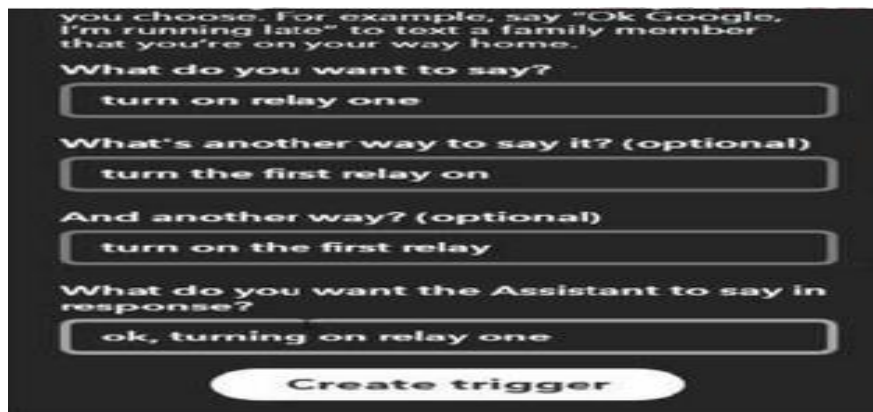 you choose. For example, say "Ok Google,
I'm running late" to text a family member
that you're on your way home.
What do you want to say?
turn on relay one
What's another way to say it? (optional)
turn the first relay on
And another way? (optional)
turn on the first relay
What do you want the Assistant to say in
response?
ok, turning on relay one
Create trigger